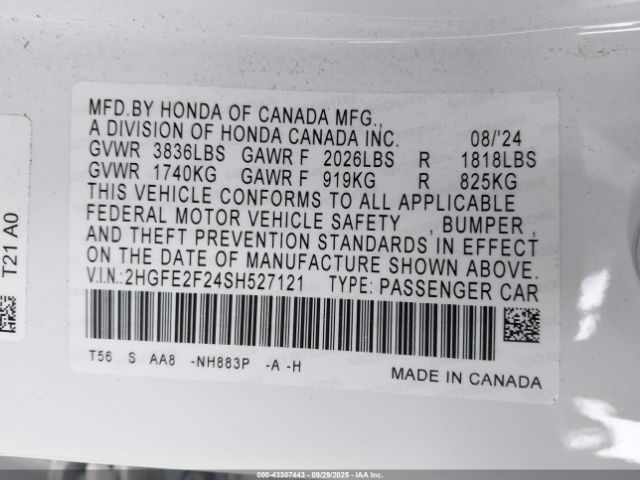 MFD.BY HONDA OF CANADA MFG.,
A DIVISION OF HONDA CANADA INC. 08/'24
GVWR 3836LBS GAWR F 2026LBS R 1818LBS
GVWR 1740KG GAWR F 919KG R 825KG
THIS VEHICLE CONFORMS TO ALL APPLICABLE
FEDERAL MOTOR VEHICLE SAFETY , BUMPER ,
AND THEFT PREVENTION STANDARDS IN EFFECT
ON THE DATE OF MANUFACTURE SHOWN ABOVE.
V.I.N.: 2HGFE2F24SH527121 TYPE: PASSENGER CAR
T56 S AA8 -NH883P -A -H
MADE IN CANADA
T21 A0
000-43307443 - 09/29/2025 - IAA Inc.